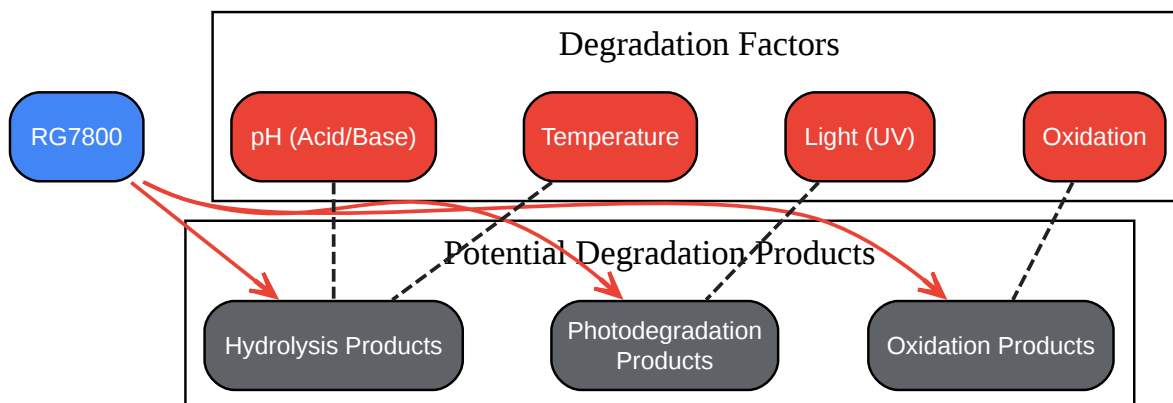 Degradation Factors
RG7800
pH (Acid/Base)
Temperature
Light (UV)
Oxidation
Potential Degradation Products
Hydrolysis Products
Photodegradation
Products
Oxidation Products